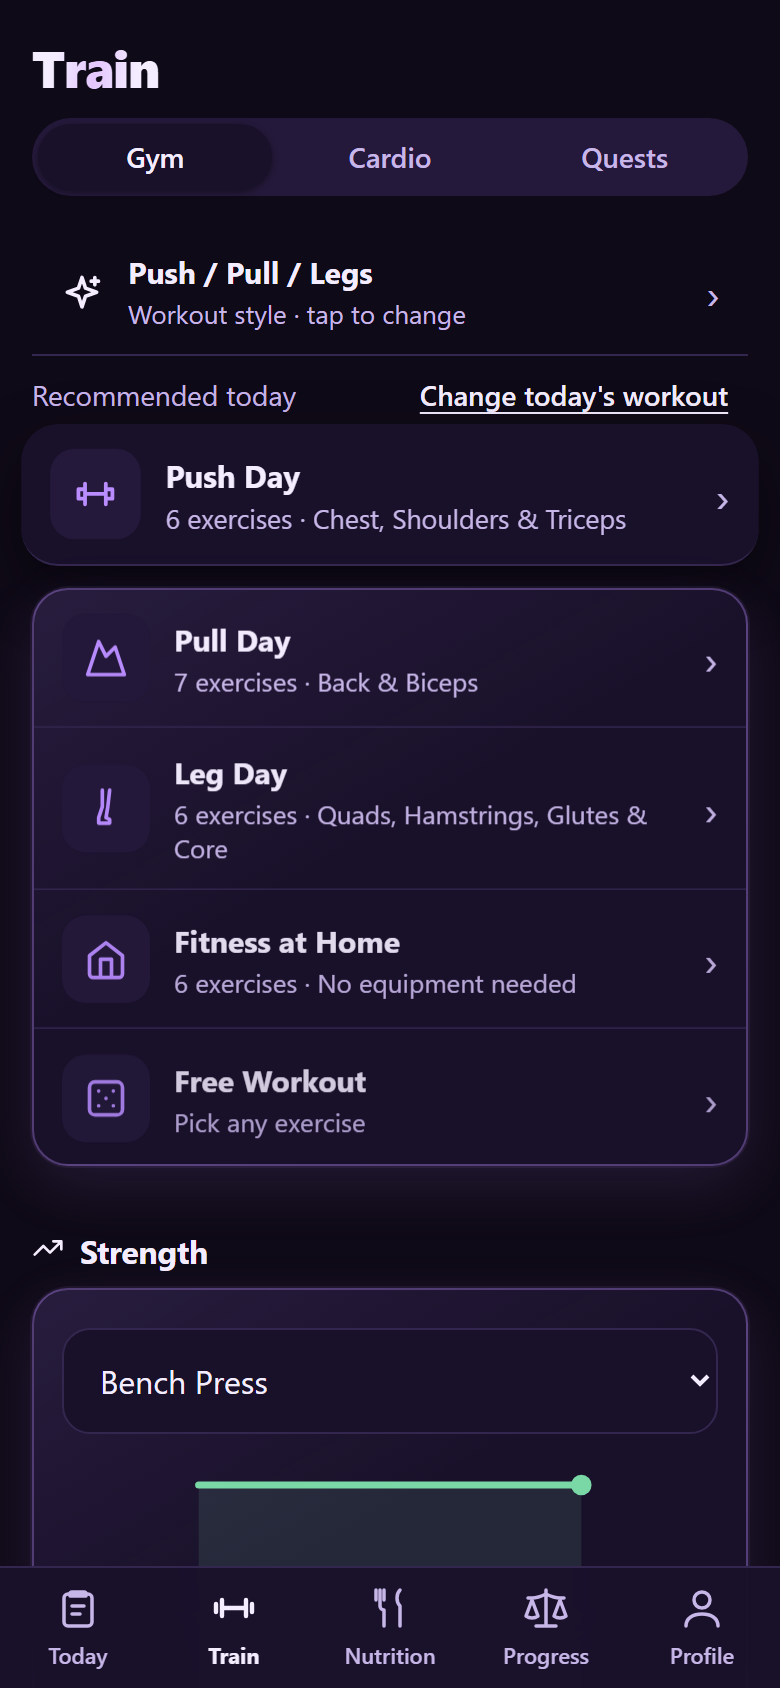 Train
Gym
Cardio
Quests
Push / Pull / Legs
Workout style · tap to change
Recommended today
Change today's workout
Push Day
6 exercises · Chest, Shoulders & Triceps
Pull Day
7 exercises · Back & Biceps
Leg Day
6 exercises · Quads, Hamstrings, Glutes &
Core
Fitness at Home
6 exercises · No equipment needed
Free Workout
Pick any exercise
Strength
Bench Press
Today
Train
Nutrition
Progress
Profile